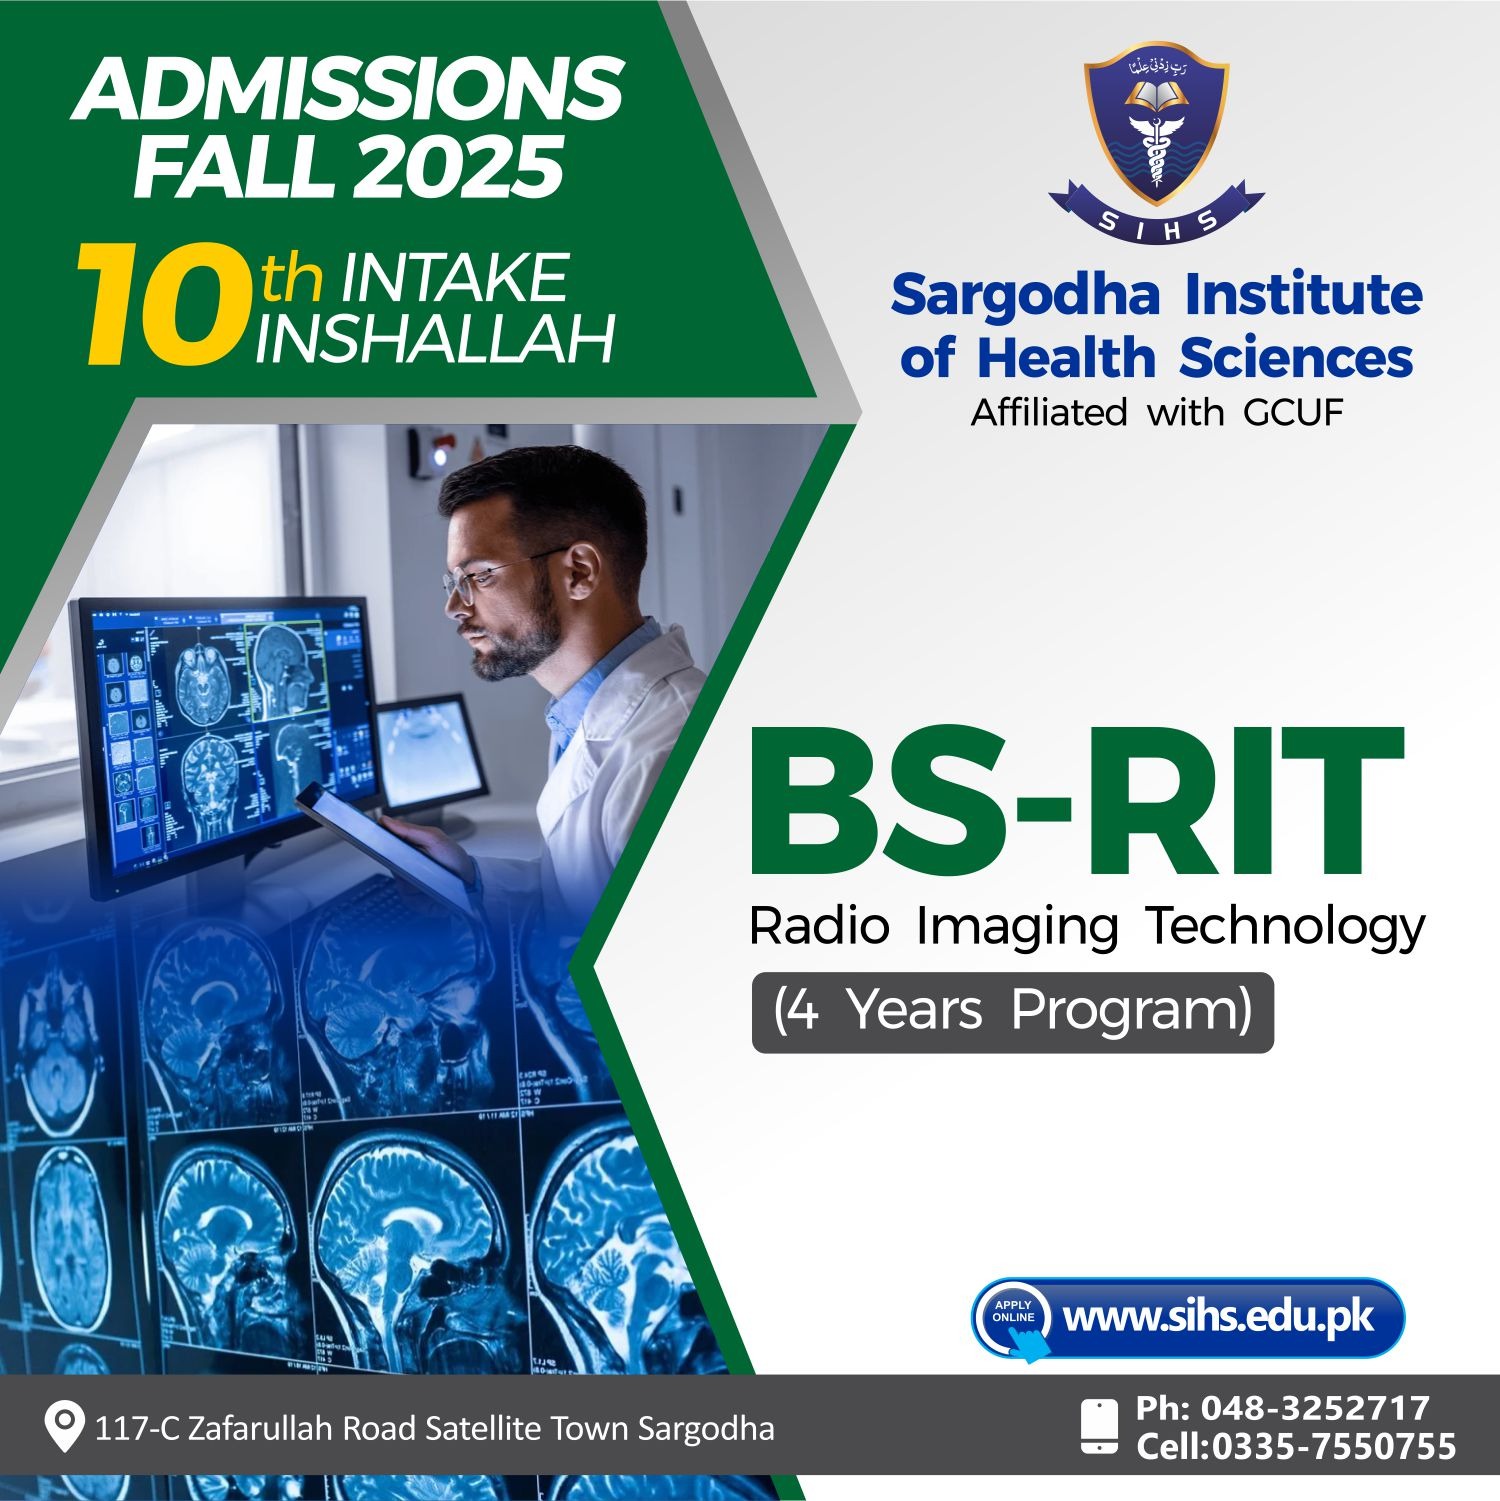 ADMISSIONS
FALL 2025
10th INTAKE
INSHALLAH
رَبِّ زِدْنِي عِلْمًا
SIHS
Sargodha Institute
of Health Sciences
Affiliated with GCUF
BS-RIT
Radio Imaging Technology
(4 Years Program)
APPLY
ONLINE
www.sihs.edu.pk
117-C Zafarullah Road Satellite Town Sargodha
Ph: 048-3252717
Cell:0335-7550755